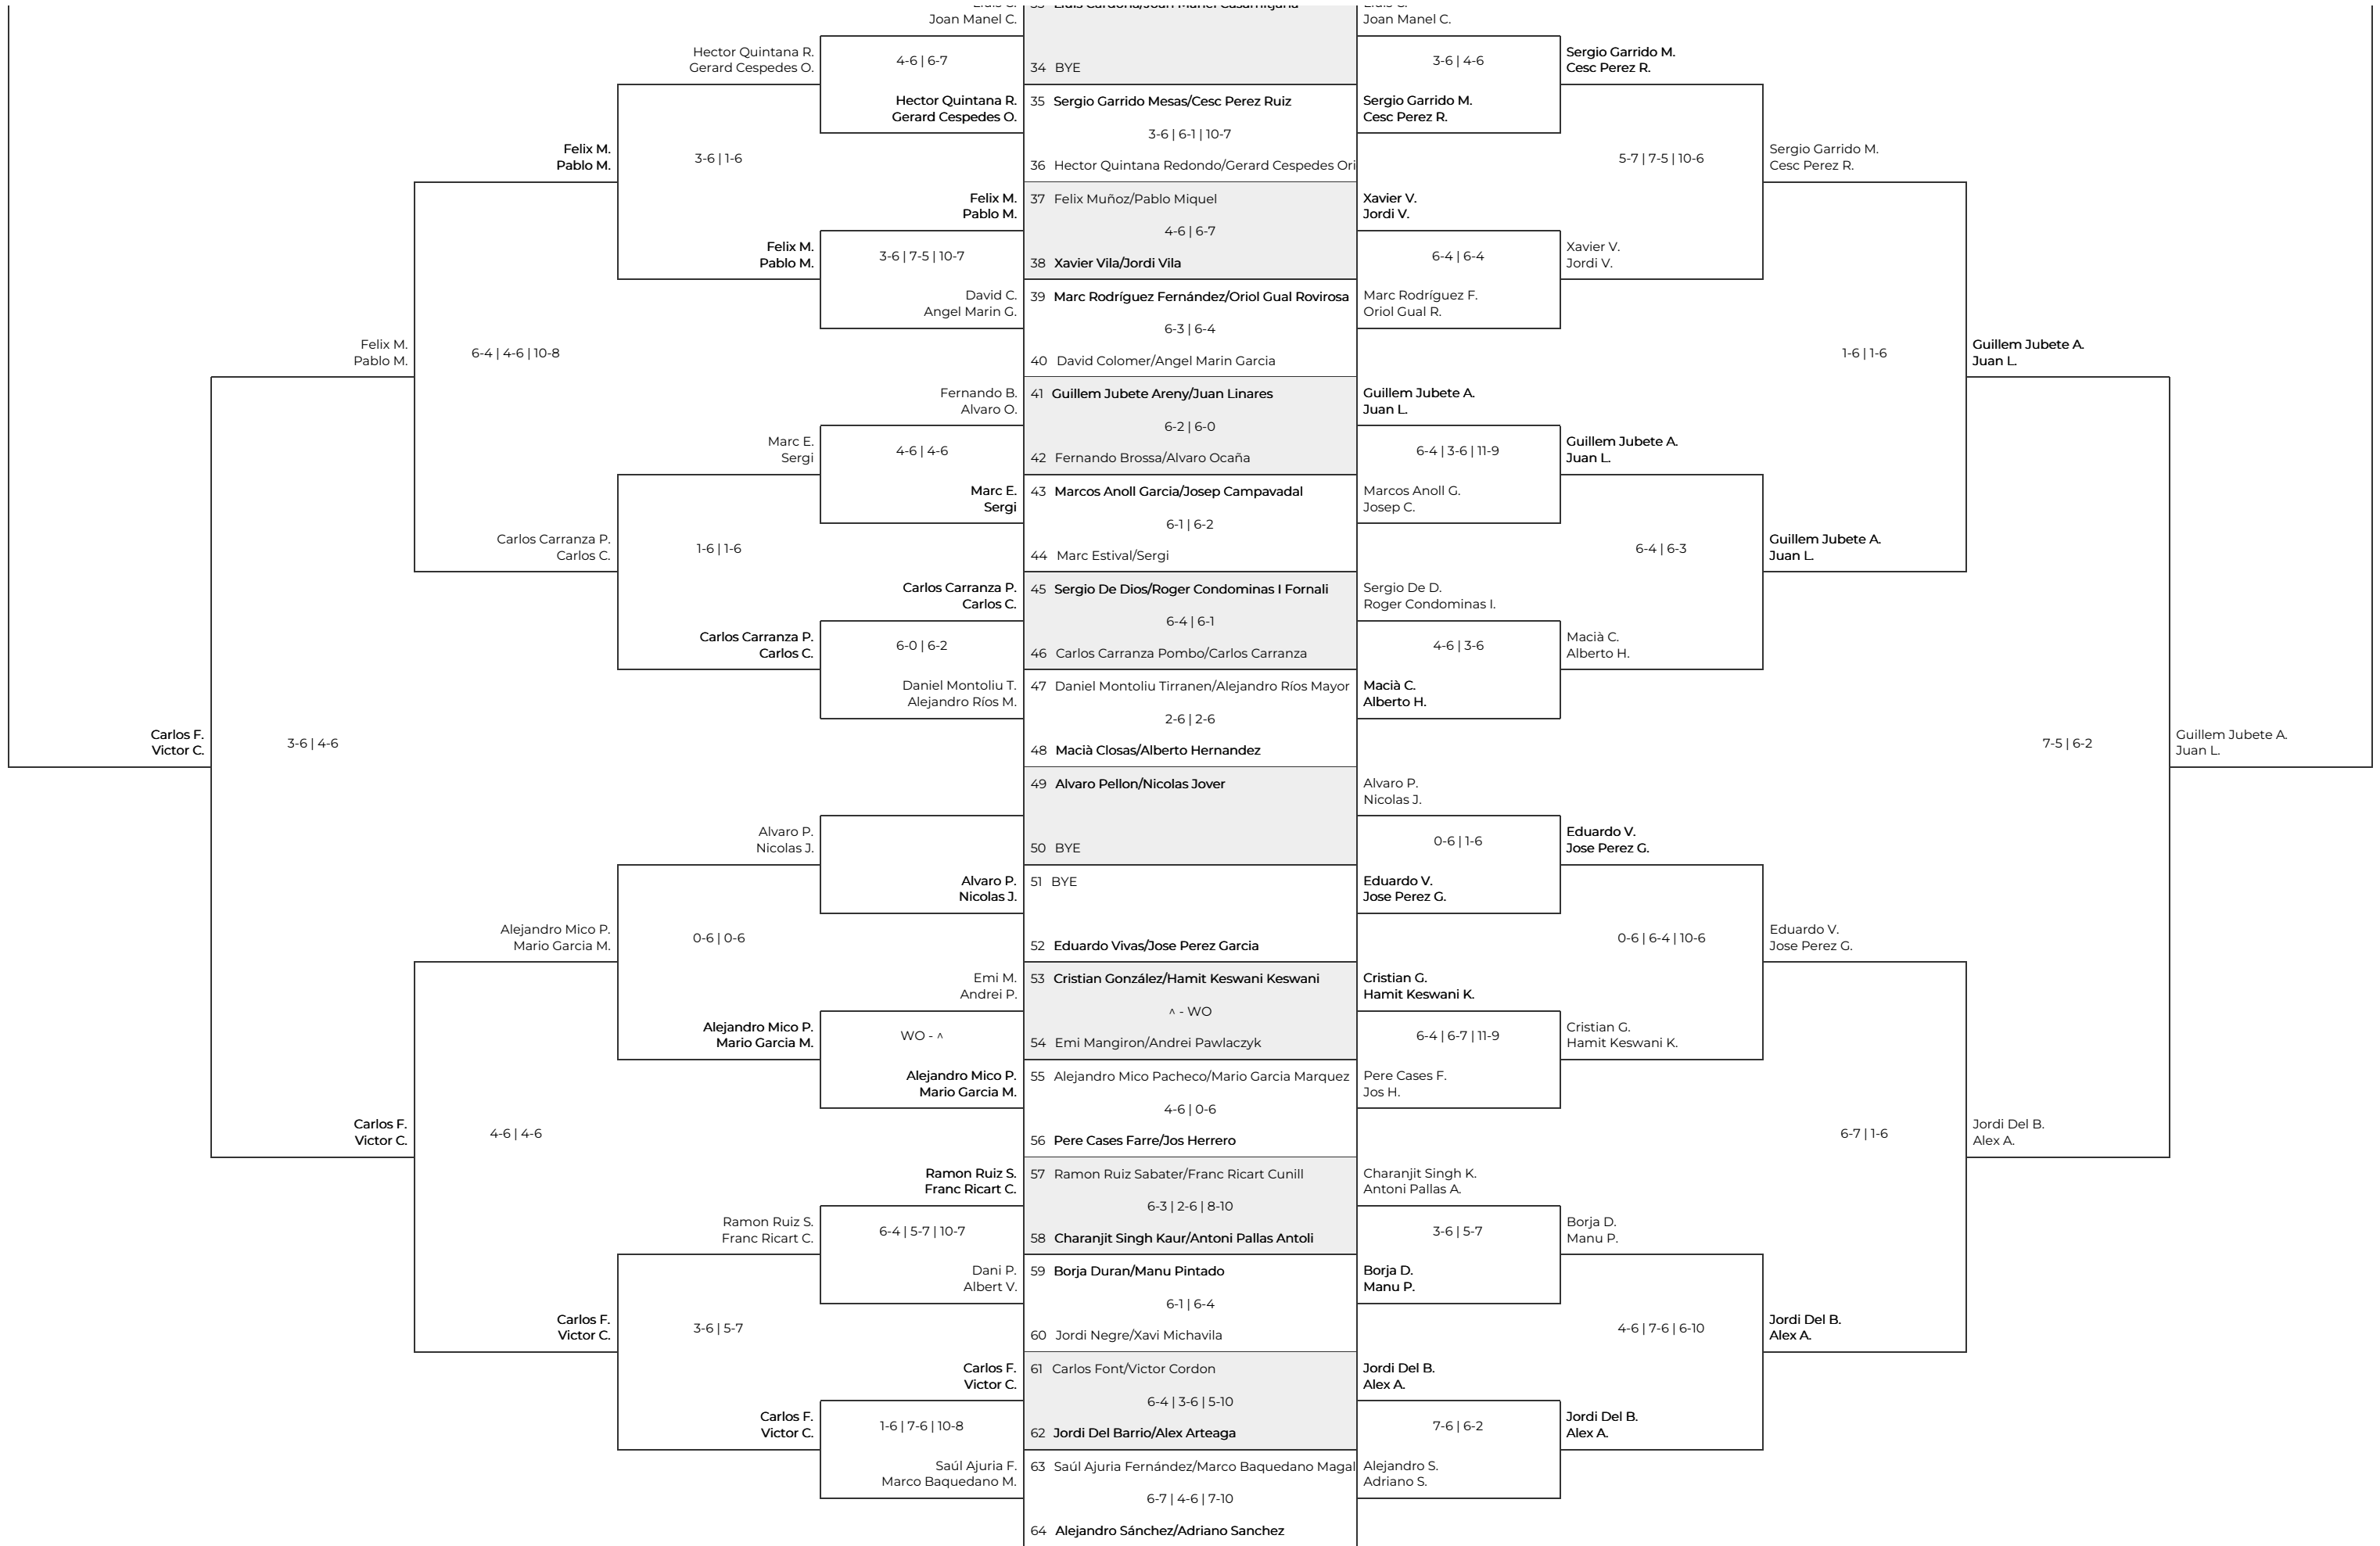 Joan Manel C.
Joan Manel C.
Hector Quintana R.
Gerard Cespedes O.
4-6 | 6-7
34 BYE
3-6 | 4-6
Sergio Garrido M.
Cesc Perez R.
Hector Quintana R.
Gerard Cespedes O.
35 Sergio Garrido Mesas/Cesc Perez Ruiz
Sergio Garrido M.
Cesc Perez R.
3-6 | 6-1 | 10-7
Felix M.
Pablo M.
3-6 | 1-6
36 Hector Quintana Redondo/Gerard Cespedes Ori
5-7 | 7-5 | 10-6
Sergio Garrido M.
Cesc Perez R.
Felix M.
Pablo M.
37 Felix Muñoz/Pablo Miquel
Xavier V.
Jordi V.
4-6 | 6-7
Felix M.
Pablo M.
3-6 | 7-5 | 10-7
38 Xavier Vila/Jordi Vila
6-4 | 6-4
Xavier V.
Jordi V.
David C.
Angel Marin G.
39 Marc Rodríguez Fernández/Oriol Gual Rovirosa
Marc Rodríguez F.
Oriol Gual R.
6-3 | 6-4
Felix M.
Pablo M.
6-4 | 4-6 | 10-8
40 David Colomer/Angel Marin Garcia
1-6 | 1-6
Guillem Jubete A.
Juan L.
Fernando B.
Alvaro O.
41 Guillem Jubete Areny/Juan Linares
Guillem Jubete A.
Juan L.
6-2 | 6-0
Marc E.
Sergi
4-6 | 4-6
42 Fernando Brossa/Alvaro Ocaña
6-4 | 3-6 | 11-9
Guillem Jubete A.
Juan L.
Marc E.
Sergi
43 Marcos Anoll Garcia/Josep Campavadal
Marcos Anoll G.
Josep C.
6-1 | 6-2
Carlos Carranza P.
Carlos C.
1-6 | 1-6
44 Marc Estival/Sergi
6-4 | 6-3
Guillem Jubete A.
Juan L.
Carlos Carranza P.
Carlos C.
45 Sergio De Dios/Roger Condominas I Fornali
Sergio De D.
Roger Condominas I.
6-4 | 6-1
Carlos Carranza P.
Carlos C.
6-0 | 6-2
46 Carlos Carranza Pombo/Carlos Carranza
4-6 | 3-6
Macià C.
Alberto H.
Daniel Montoliu T.
Alejandro Ríos M.
47 Daniel Montoliu Tirranen/Alejandro Ríos Mayor
Macià C.
Alberto H.
2-6 | 2-6
Carlos F.
Victor C.
3-6 | 4-6
48 Macià Closas/Alberto Hernandez
7-5 | 6-2
Guillem Jubete A.
Juan L.
49 Alvaro Pellon/Nicolas Jover
Alvaro P.
Nicolas J.
Alvaro P.
Nicolas J.
50 BYE
0-6 | 1-6
Eduardo V.
Jose Perez G.
Alvaro P.
Nicolas J.
51 BYE
Eduardo V.
Jose Perez G.
Alejandro Mico P.
Mario Garcia M.
0-6 | 0-6
52 Eduardo Vivas/Jose Perez Garcia
0-6 | 6-4 | 10-6
Eduardo V.
Jose Perez G.
Emi M.
Andrei P.
53 Cristian González/Hamit Keswani Keswani
Cristian G.
Hamit Keswani K.
^ - WO
Alejandro Mico P.
Mario Garcia M.
WO - ^
54 Emi Mangiron/Andrei Pawlaczyk
6-4 | 6-7 | 11-9
Cristian G.
Hamit Keswani K.
Alejandro Mico P.
Mario Garcia M.
55 Alejandro Mico Pacheco/Mario Garcia Marquez
Pere Cases F.
Jos H.
4-6 | 0-6
Carlos F.
Victor C.
4-6 | 4-6
56 Pere Cases Farre/Jos Herrero
6-7 | 1-6
Jordi Del B.
Alex A.
Ramon Ruiz S.
Franc Ricart C.
57 Ramon Ruiz Sabater/Franc Ricart Cunill
Charanjit Singh K.
Antoni Pallas A.
6-3 | 2-6 | 8-10
Ramon Ruiz S.
Franc Ricart C.
6-4 | 5-7 | 10-7
58 Charanjit Singh Kaur/Antoni Pallas Antoli
3-6 | 5-7
Borja D.
Manu P.
Dani P.
Albert V.
59 Borja Duran/Manu Pintado
Borja D.
Manu P.
6-1 | 6-4
Carlos F.
Victor C.
3-6 | 5-7
60 Jordi Negre/Xavi Michavila
4-6 | 7-6 | 6-10
Jordi Del B.
Alex A.
Carlos F.
Victor C.
61 Carlos Font/Victor Cordon
Jordi Del B.
Alex A.
6-4 | 3-6 | 5-10
Carlos F.
Victor C.
1-6 | 7-6 | 10-8
62 Jordi Del Barrio/Alex Arteaga
7-6 | 6-2
Jordi Del B.
Alex A.
Saúl Ajuria F.
Marco Baquedano M.
63 Saúl Ajuria Fernández/Marco Baquedano Magal
Alejandro S.
Adriano S.
6-7 | 4-6 | 7-10
64 Alejandro Sánchez/Adriano Sanchez